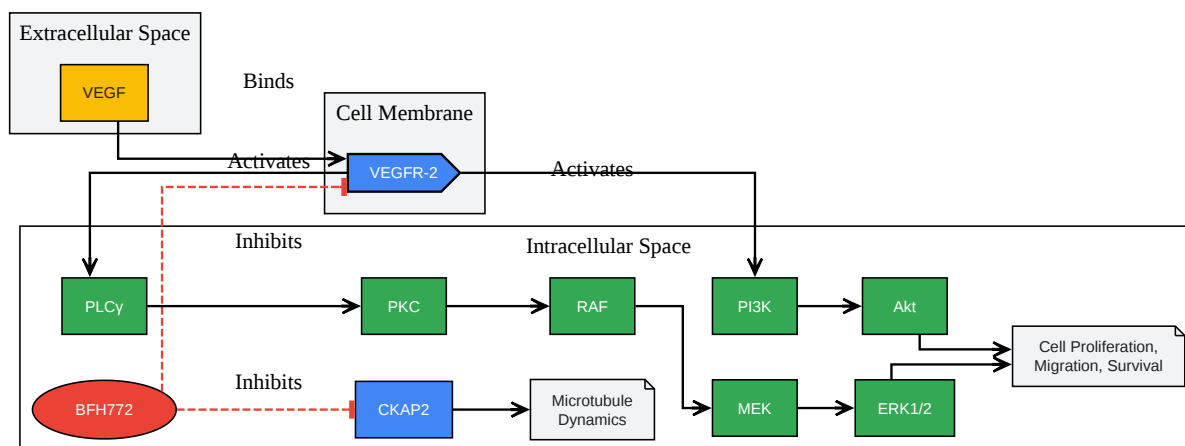 Extracellular Space
VEGF
Binds
Cell Membrane
Activates
VEGFR-2
Activates
Inhibits
Intracellular Space
PLCγ
PKC
RAF
PI3K
Akt
Cell Proliferation,
Migration, Survival
BFH772
Inhibits
CKAP2
Microtubule
Dynamics
MEK
ERK1/2